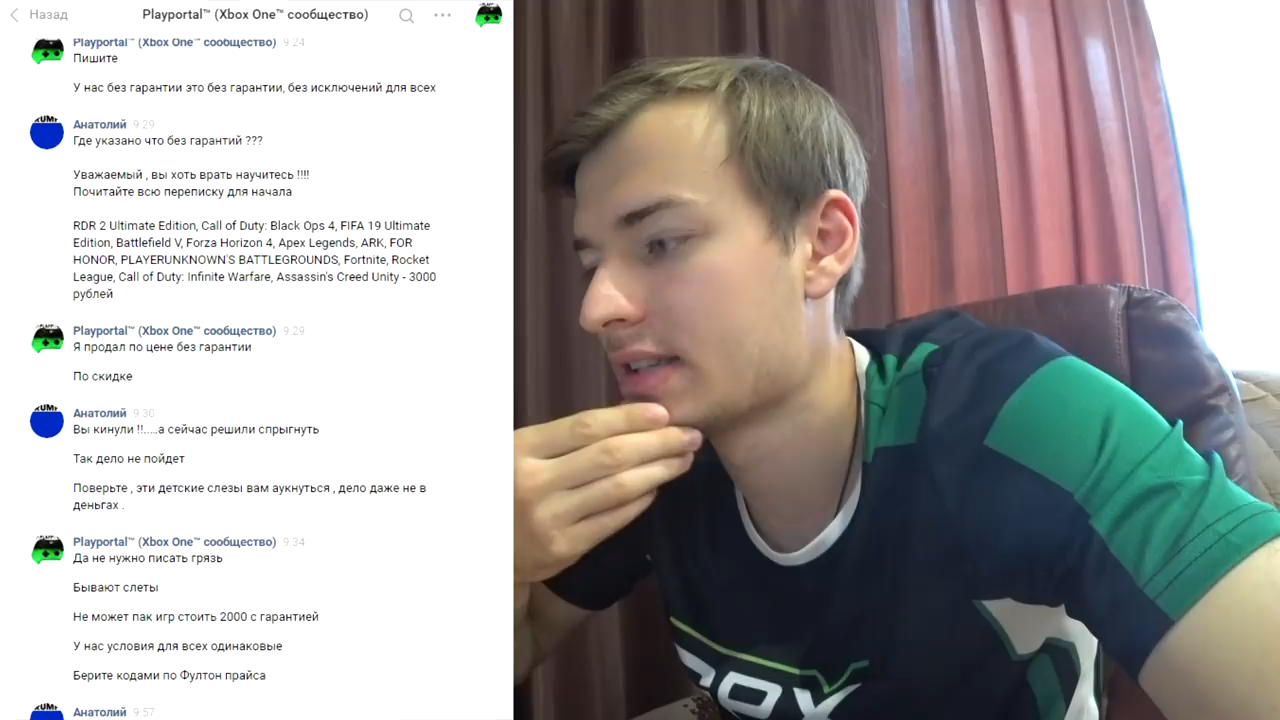 Назад
Playportal™ (Xbox One™ сообщество)
Playportal™ (Xbox One™ сообщество) 9:24
Пишите
У нас без гарантии это без гарантии, без исключений для всех
Анатолий 9:29
Где указано что без гарантий ???
Уважаемый , вы хоть врать научитесь !!!!
Почитайте всю переписку для начала
RDR 2 Ultimate Edition, Call of Duty: Black Ops 4, FIFA 19 Ultimate
Edition, Battlefield V, Forza Horizon 4, Apex Legends, ARK, FOR
HONOR, PLAYERUNKNOWN'S BATTLEGROUNDS, Fortnite, Rocket
League, Call of Duty: Infinite Warfare, Assassin's Creed Unity - 3000
рублей
Playportal™ (Xbox One™ сообщество) 9:29
Я продал по цене без гарантии
По скидке
Анатолий 9:30
Вы кинули !!.....а сейчас решили спрыгнуть
Так дело не пойдет
Поверьте , эти детские слезы вам аукнуться , дело даже не в
деньгах .
Playportal™ (Xbox One™ сообщество) 9:34
Да не нужно писать грязь
Бывают слеты
Не может пак игр стоить 2000 с гарантией
У нас условия для всех одинаковые
Берите кодами по Фултон прайса
Анатолий 9:57